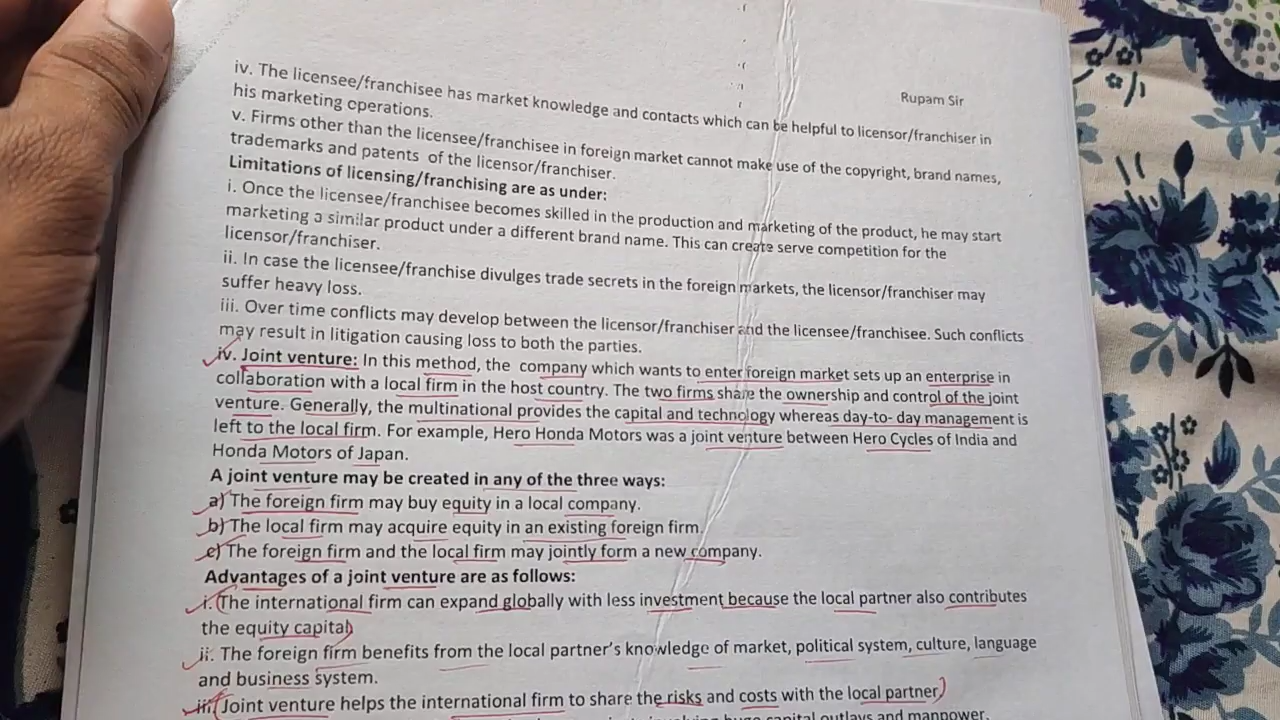 Rupam Sir
iv. The licensee/franchisee has market knowledge and contacts which can be helpful to licensor/franchiser in
his marketing cperations.
v. Firms other than the licensee/franchisee in foreign market cannot make use of the copyright, brand names,
trademarks and patents of the licensor/franchiser.
Limitations of licensing/franchising are as under:
i. Once the licensee/franchisee becomes skilled in the production and marketing of the product, he may start
marketing a similar product under a different brand name. This can create serve competition for the
licensor/franchiser.
ii. In case the licensee/franchise divulges trade secrets in the foreign markets, the licensor/franchiser may
suffer heavy loss.
iii. Over time conflicts may develop between the licensor/franchiser and the licensee/franchisee. Such conflicts
may result in litigation causing loss to both the parties.
iv. Joint venture: In this method, the company which wants to enter foreign market sets up an enterprise in
collaboration with a local firm in the host country. The two firms share the ownership and control of the joint
venture. Generally, the multinational provides the capital and technology whereas day-to- day management is
left to the local firm. For example, Hero Honda Motors was a joint venture between Hero Cycles of India and
Honda Motors of Japan.
A joint venture may be created in any of the three ways:
a) The foreign firm may buy equity in a local company.
b) The local firm may acquire equity in an existing foreign firm.
c) The foreign firm and the local firm may jointly form a new company.
Advantages of a joint venture are as follows:
i. The international firm can expand globally with less investment because the local partner also contributes
the equity capital
ii. The foreign firm benefits from the local partner's knowledge of market, political system, culture, language
and business system.
iii. Joint venture helps the international firm to share the risks and costs with the local partner
huge capital outlays and manpower.